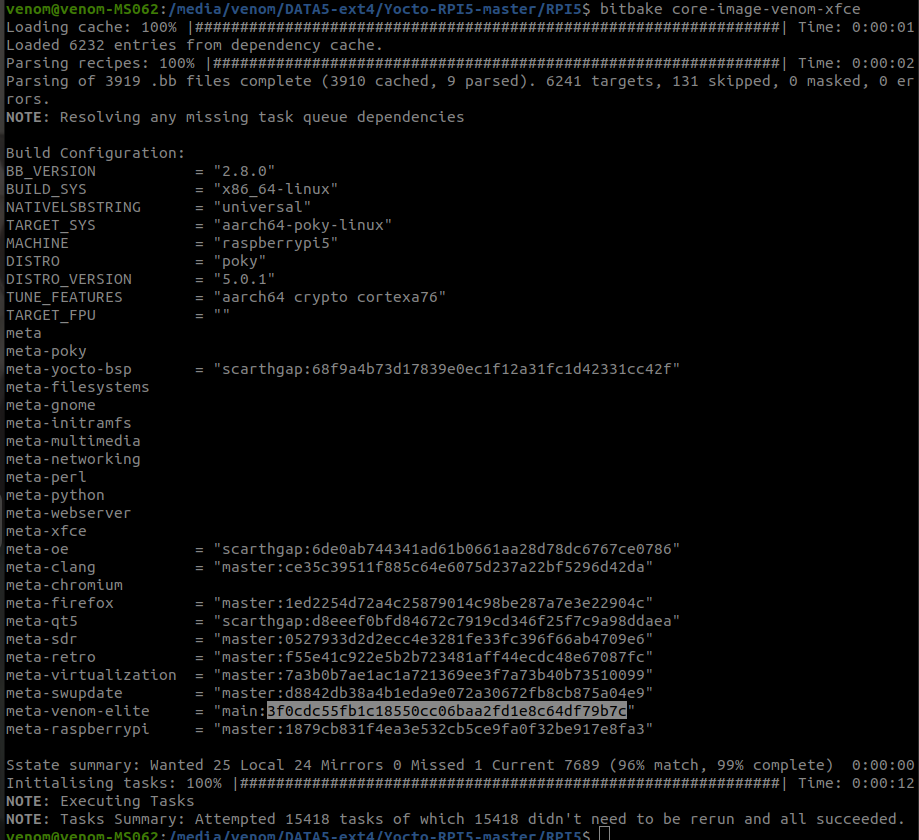 venom@venom-MS062:/media/venom/DATA5-ext4/Yocto-RPI5-master/RPI5$ bitbake core-image-venom-xfce
Loading cache: 100% |#################################################################| Time: 0:00:01
Loaded 6232 entries from dependency cache.
Parsing recipes: 100% |###############################################################| Time: 0:00:02
Parsing of 3919 .bb files complete (3910 cached, 9 parsed). 6241 targets, 131 skipped, 0 masked, 0 er
rors.
NOTE: Resolving any missing task queue dependencies
Build Configuration:
BB_VERSION           = "2.8.0"
BUILD_SYS            = "x86_64-linux"
NATIVELSBSTRING      = "universal"
TARGET_SYS           = "aarch64-poky-linux"
MACHINE              = "raspberrypi5"
DISTRO               = "poky"
DISTRO_VERSION       = "5.0.1"
TUNE_FEATURES        = "aarch64 crypto cortexa76"
TARGET_FPU           = ""
meta
meta-poky
meta-yocto-bsp       = "scarthgap:68f9a4b73d17839e0ec1f12a31fc1d42331cc42f"
meta-filesystems
meta-gnome
meta-initramfs
meta-multimedia
meta-networking
meta-perl
meta-python
meta-webserver
meta-xfce
meta-oe              = "scarthgap:6de0ab744341ad61b0661aa28d78dc6767ce0786"
meta-clang           = "master:ce35c39511f885c64e6075d237a22bf5296d42da"
meta-chromium
meta-firefox         = "master:1ed2254d72a4c25879014c98be287a7e3e22904c"
meta-qt5             = "scarthgap:d8eeef0bfd84672c7919cd346f25f7c9a98ddaea"
meta-sdr             = "master:0527933d2d2ecc4e3281fe33fc396f66ab4709e6"
meta-retro           = "master:f55e41c922e5b2b723481aff44ecdc48e67087fc"
meta-virtualization  = "master:7a3b0b7ae1ac1a721369ee3f7a73b40b73510099"
meta-swupdate        = "master:d8842db38a4b1eda9e072a30672fb8cb875a04e9"
meta-venom-elite     = "main:3f0cdc55fb1c18550cc06baa2fd1e8c64df79b7c"
meta-raspberrypi     = "master:1879cb831f4ea3e532cb5ce9fa0f32be917e8fa3"
Sstate summary: Wanted 25 Local 24 Mirrors 0 Missed 1 Current 7689 (96% match, 99% complete)  0:00:00
Initialising tasks: 100% |############################################################| Time: 0:00:12
NOTE: Executing Tasks
NOTE: Tasks Summary: Attempted 15418 tasks of which 15418 didn't need to be rerun and all succeeded.
venom@venom-MS062:/media/venom/DATA5-ext4/Yocto-RPI5-master/RPI5$